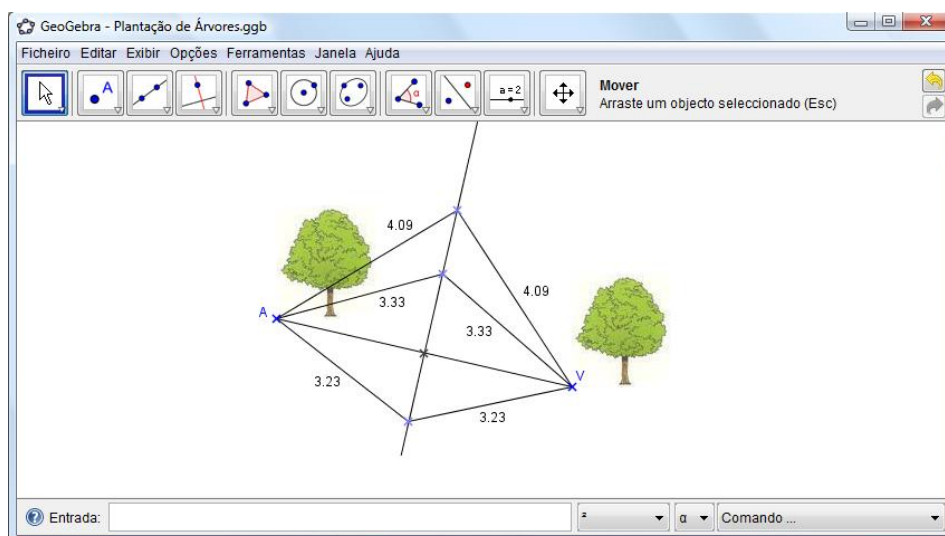 GeoGebra - Plantação de Árvores.ggb
Ficheiro Editar Exibir Opções Ferramentas Janela Ajuda
A
α
a = 2
Mover
Arraste um objecto seleccionado (Esc)
4.09
3.33
4.09
A
3.33
3.23
V
3.23
Entrada:
²
α
Comando ...